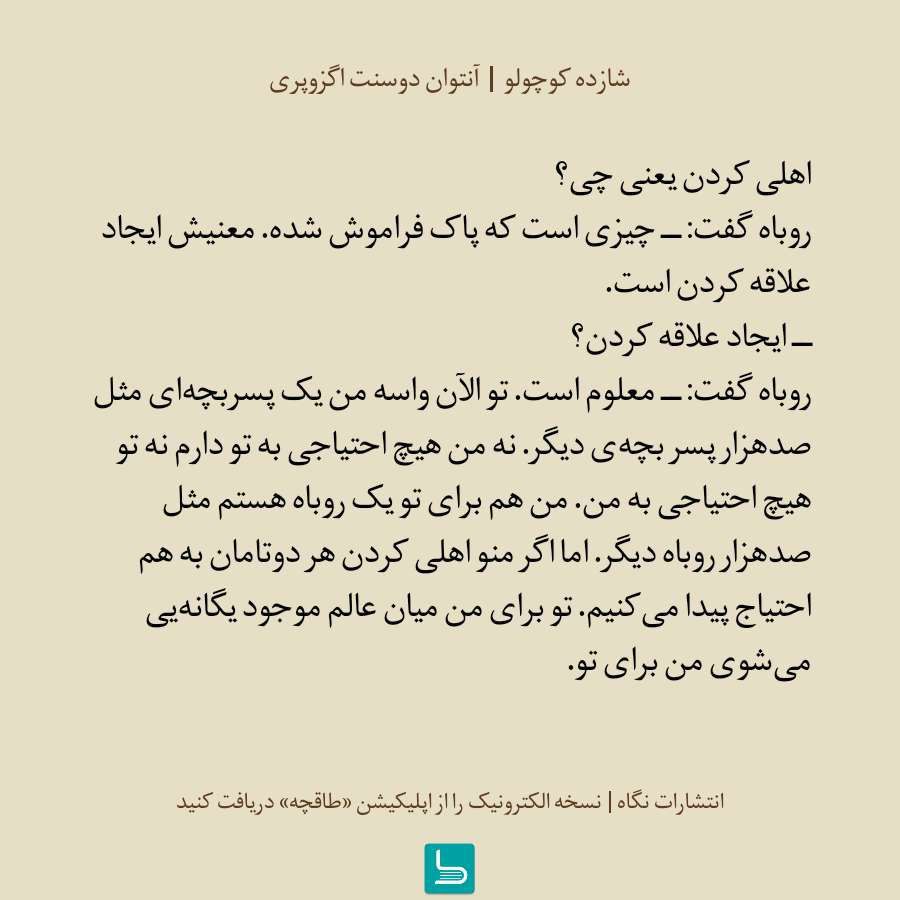 شازده کوچولو | آنتوان دوسنت اگزوپری
اهلی کردن یعنی چی؟
روباه گفت: ـــ چیزی است که پاک فراموش شده. معنیش ایجاد
علاقه کردن است.
ـــ ایجاد علاقه کردن؟
روباه گفت: ـــ معلوم است. تو الآن واسه من یک پسربچه‌ای مثل
صدهزار پسر بچه‌ی دیگر. نه من هیچ احتیاجی به تو دارم نه تو
هیچ احتیاجی به من. من هم برای تو یک روباه هستم مثل
صدهزار روباه دیگر. اما اگر منو اهلی کردن هر دوتامان به هم
احتیاج پیدا می‌کنیم. تو برای من میان عالم موجود یگانه‌یی
می‌شوی من برای تو.
انتشارات نگاه | نسخه الکترونیک را از اپلیکیشن «طاقچه» دریافت کنید